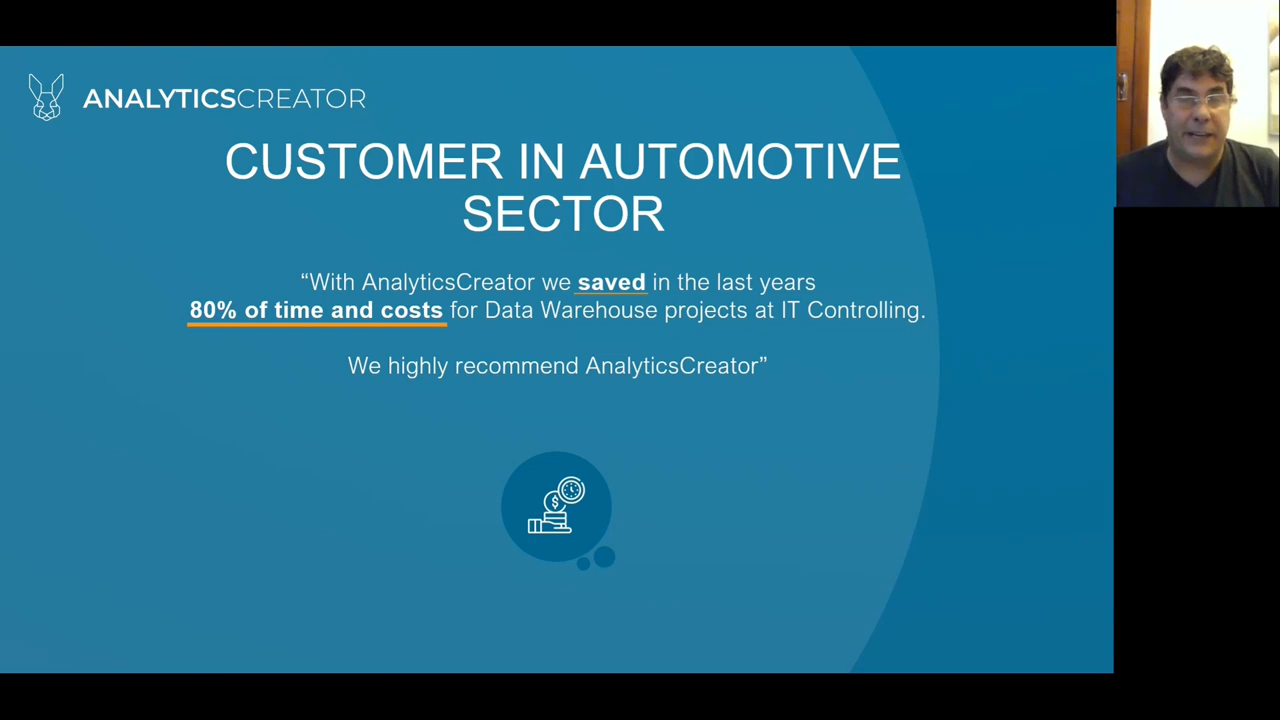 ANALYTICSCREATOR
CUSTOMER IN AUTOMOTIVE
SECTOR
“With AnalyticsCreator we saved in the last years
80% of time and costs for Data Warehouse projects at IT Controlling.
We highly recommend AnalyticsCreator”
$